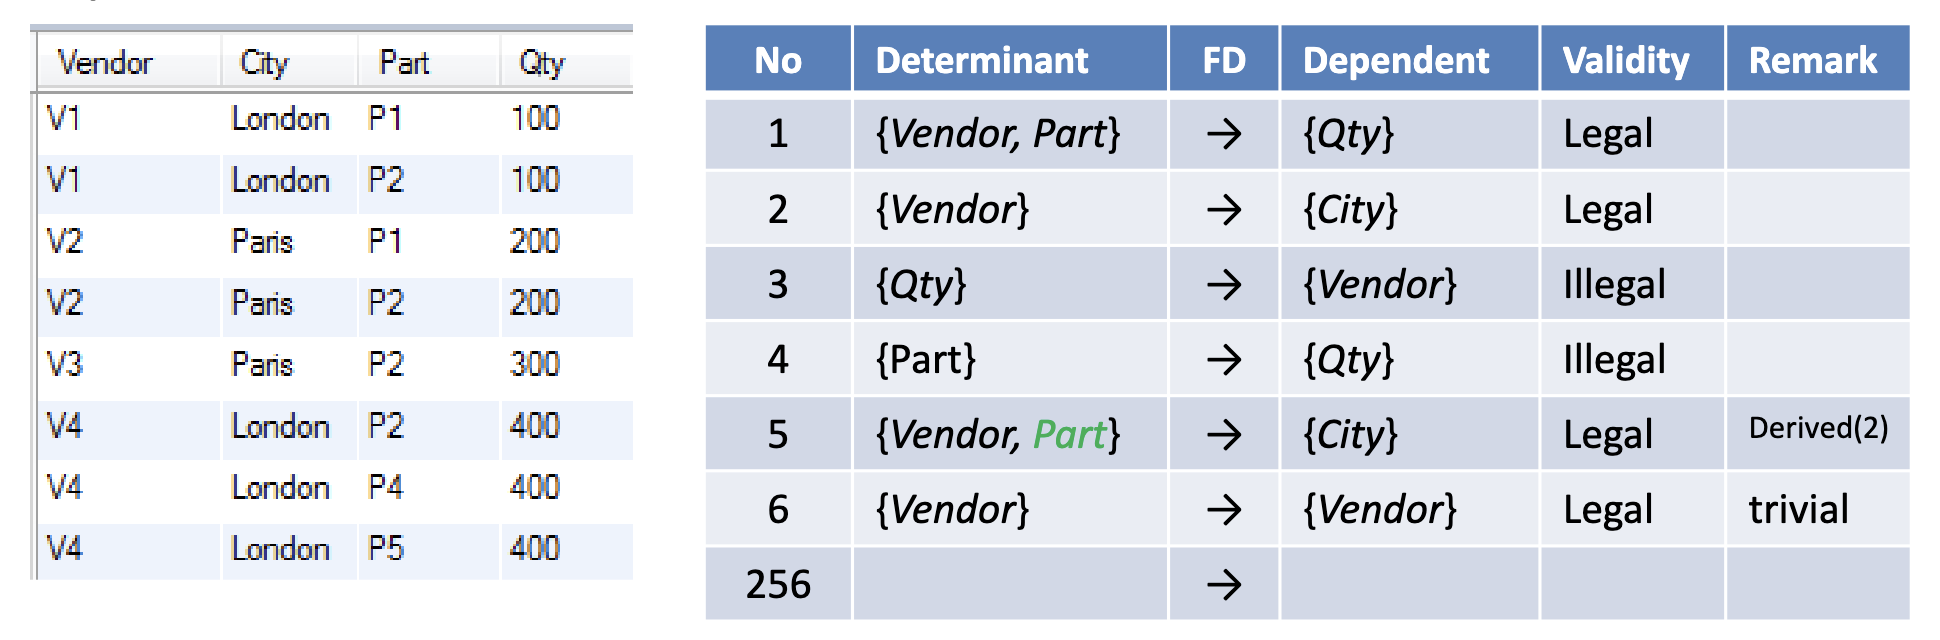 Vendor City Part Qty
V1 London P1 100
V1 London P2 100
V2 Paris P1 200
V2 Paris P2 200
V3 Paris P2 300
V4 London P2 400
V4 London P4 400
V4 London P5 400
No Determinant FD Dependent Validity Remark
1 {Vendor, Part} → {Qty} Legal
2 {Vendor} → {City} Legal
3 {Qty} → {Vendor} Illegal
4 {Part} → {Qty} Illegal
5 {Vendor, Part} → {City} Legal Derived(2)
6 {Vendor} → {Vendor} Legal trivial
256 →